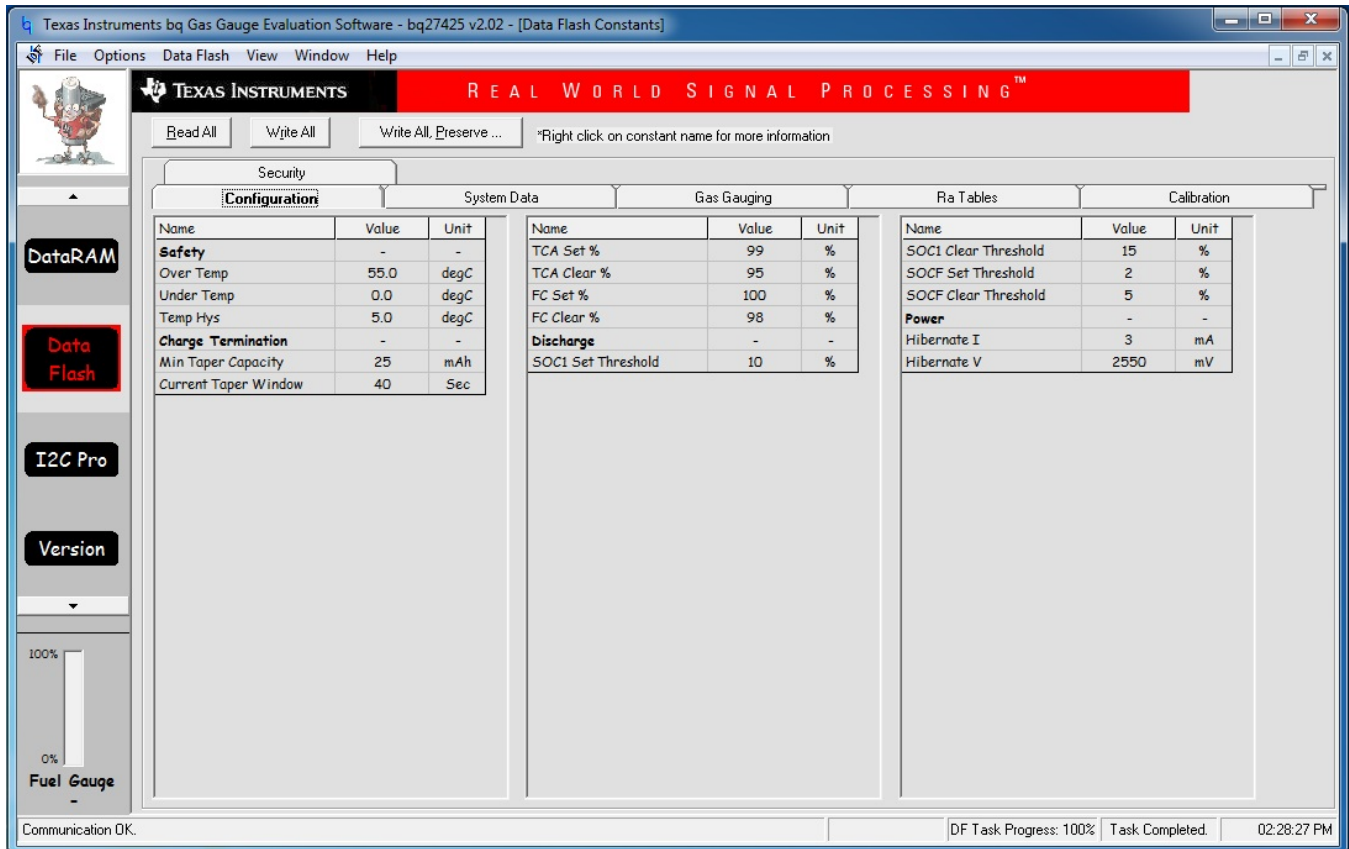 Texas Instruments bq Gas Gauge Evaluation Software - bq27425 v2.02 - [Data Flash Constants]
File Options Data Flash View Window Help
TEXAS INSTRUMENTS REAL WORLD SIGNAL PROCESSING™
Read All Write All Write All, Preserve ... *Right click on constant name for more information
Security
Configuration System Data Gas Gauging Ra Tables Calibration
Name Value Unit Name Value Unit Name Value Unit
Safety - - TCA Set % 99 % SOC1 Clear Threshold 15 %
Over Temp 55.0 degC TCA Clear % 95 % SOCF Set Threshold 2 %
Under Temp 0.0 degC FC Set % 100 % SOCF Clear Threshold 5 %
Temp Hys 5.0 degC FC Clear % 98 % Power - -
Charge Termination - - Discharge - - Hibernate I 3 mA
Min Taper Capacity 25 mAh SOC1 Set Threshold 10 % Hibernate V 2550 mV
Current Taper Window 40 Sec
DataRAM
Data
Flash
I2C Pro
Version
100%
0%
Fuel Gauge
-
Communication OK. DF Task Progress: 100% Task Completed. 02:28:27 PM